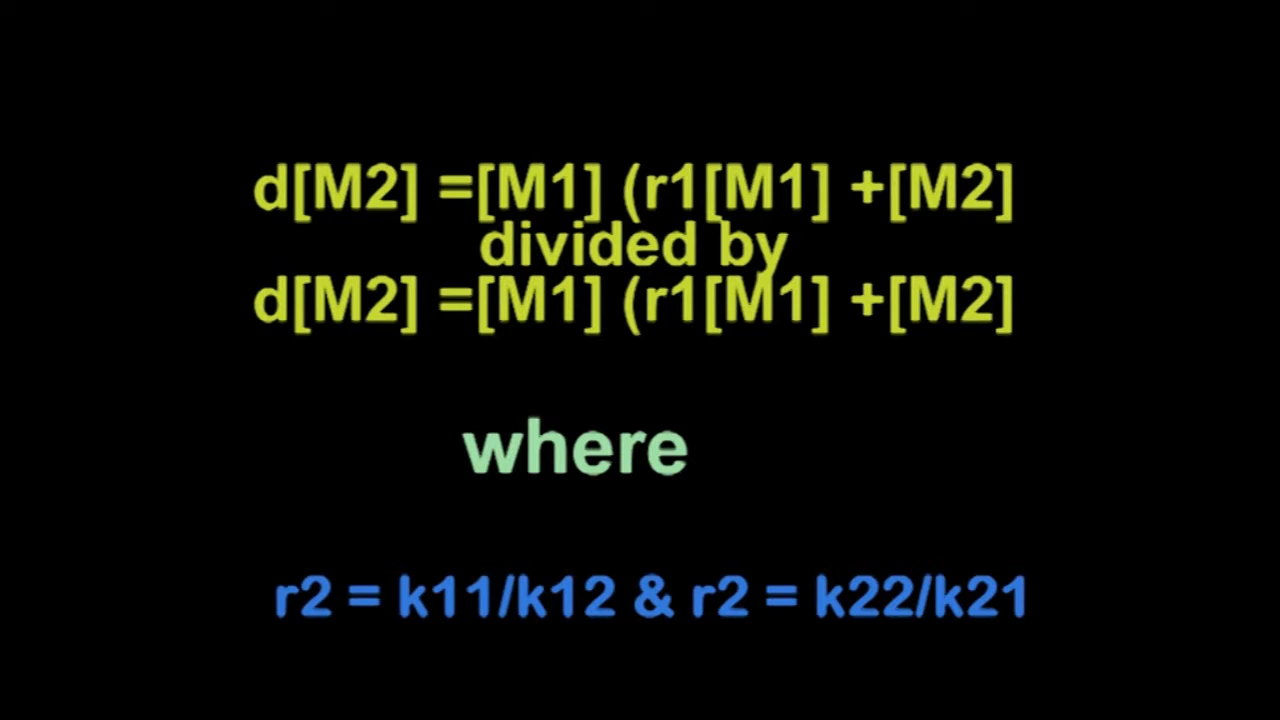 d[M2] =[M1] (r1[M1] +[M2]
divided by
d[M2] =[M1] (r1[M1] +[M2]
where
r2 = k11/k12 & r2 = k22/k21